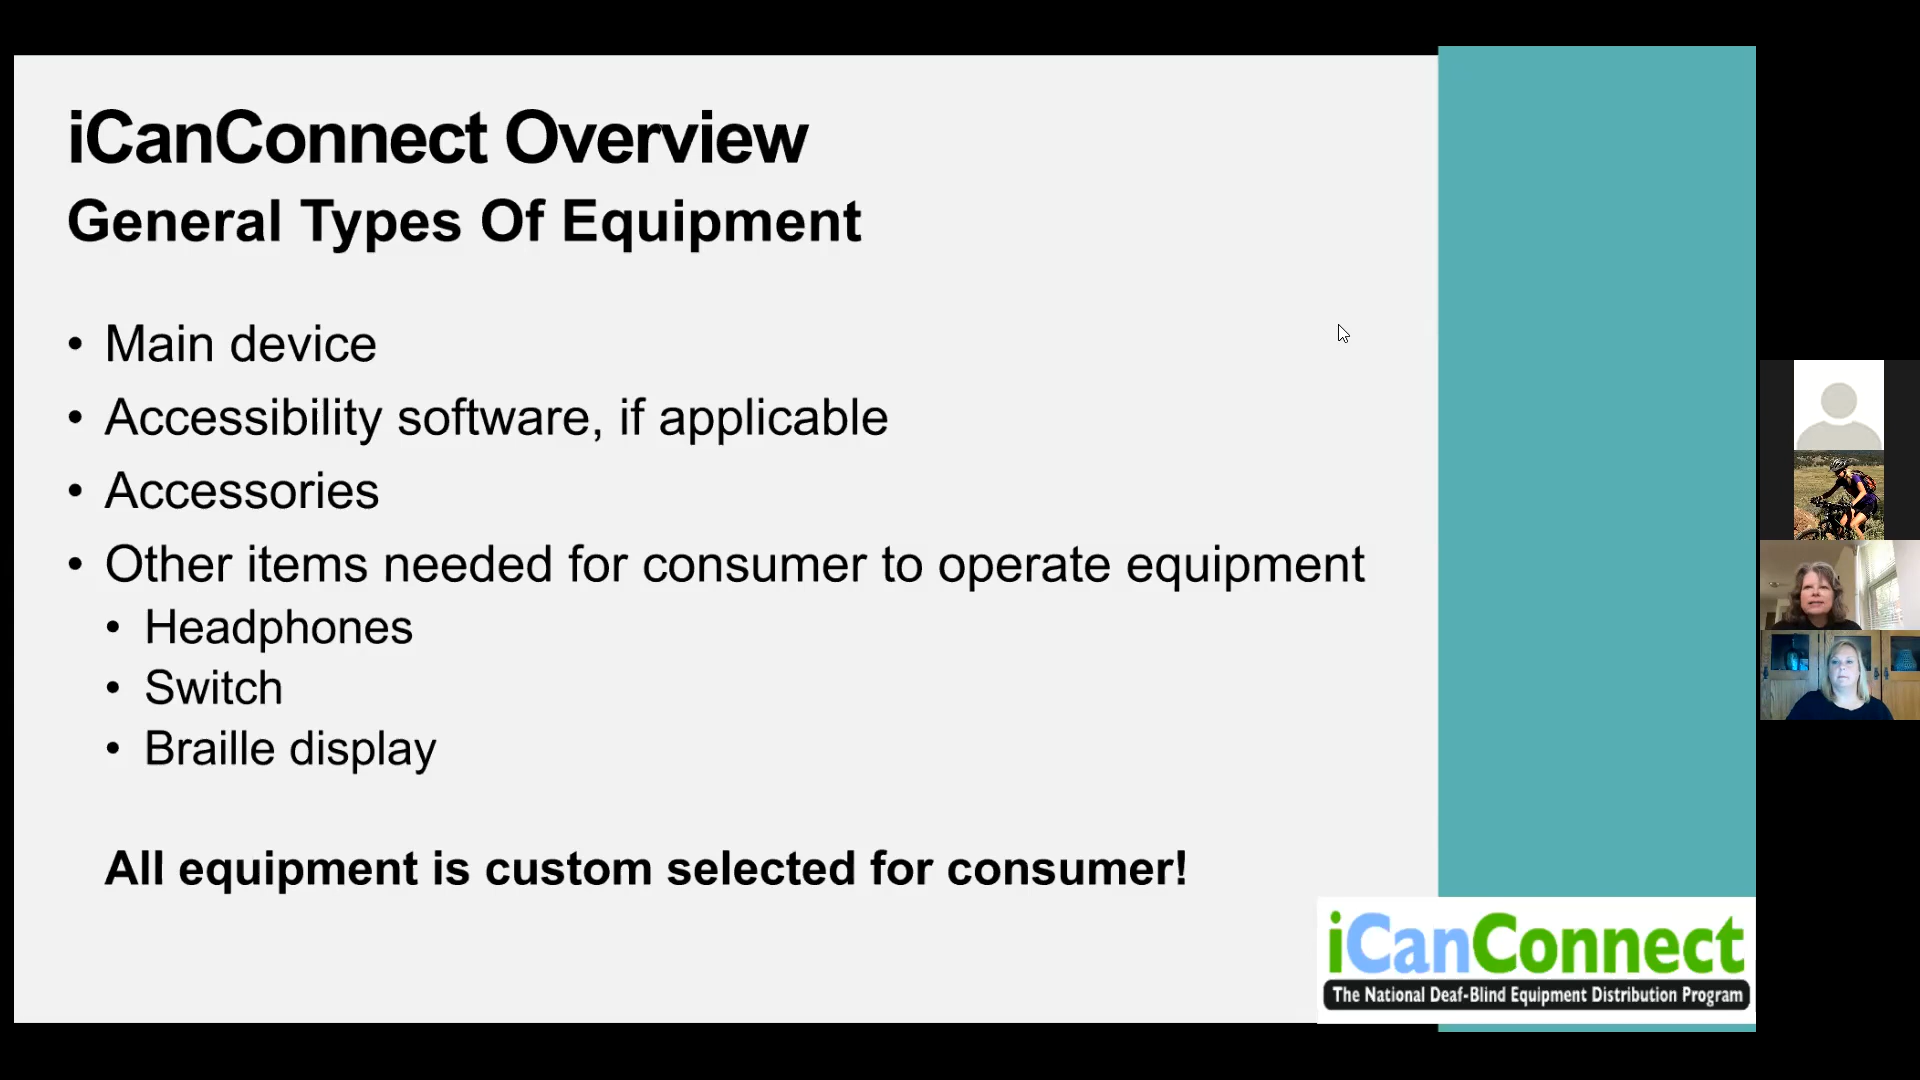 iCanConnect Overview
General Types Of Equipment
• Main device
• Accessibility software, if applicable
• Accessories
• Other items needed for consumer to operate equipment
• Headphones
• Switch
• Braille display
All equipment is custom selected for consumer!
iCanConnect
The National Deaf-Blind Equipment Distribution Program